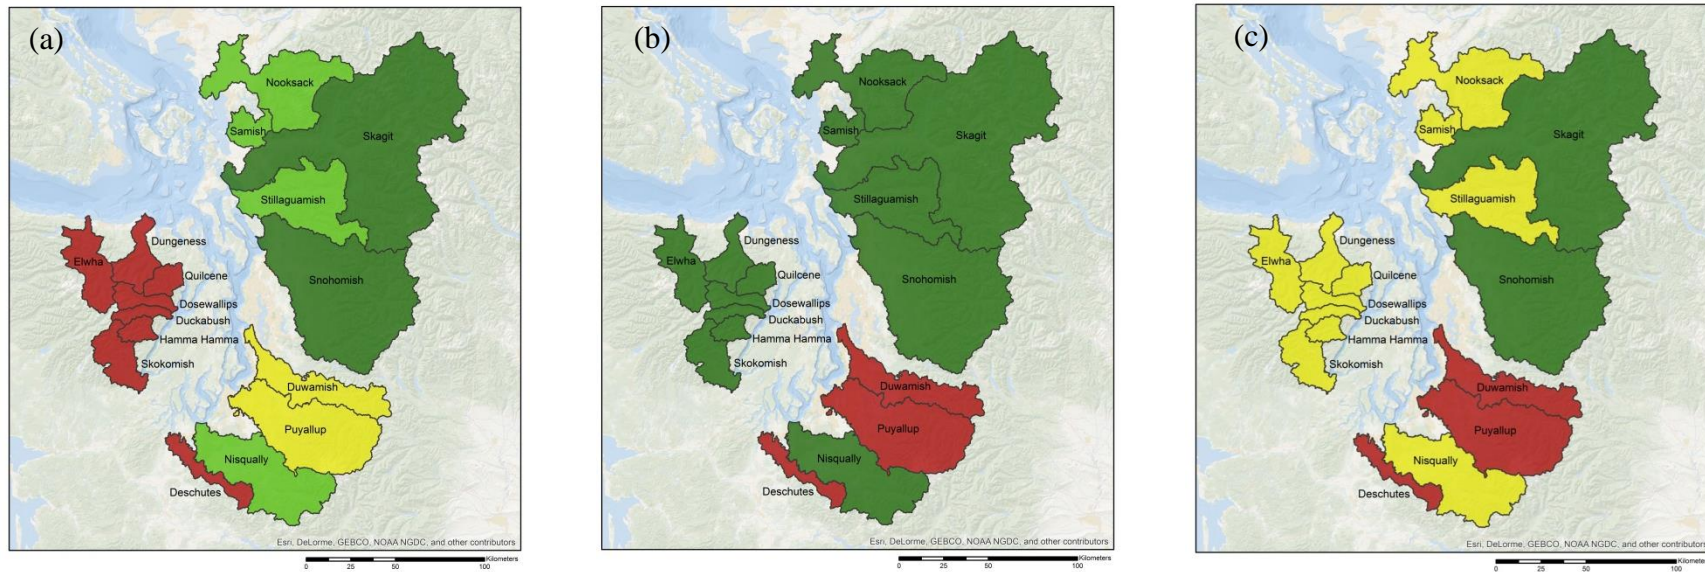 (a)
Nooksack
Samish
Skagit
Stillaguamish
Dungeness
Elwha
Quilcene
Snohomish
Dosewallips
Duckabush
Hamma Hamma
Skokomish
Duwamish
Puyallup
Nisqually
Deschutes
Esri, DeLorme, GEBCO, NOAA NGDC, and other contributors
Kilometers
0 25 50 100
(b)
Nooksack
Samish
Skagit
Stillaguamish
Dungeness
Elwha
Quilcene
Snohomish
Dosewallips
Duckabush
Hamma Hamma
Skokomish
Duwamish
Puyallup
Nisqually
Deschutes
Esri, DeLorme, GEBCO, NOAA NGDC, and other contributors
Kilometers
0 25 50 100
(c)
Nooksack
Samish
Skagit
Stillaguamish
Dungeness
Elwha
Quilcene
Snohomish
Dosewallips
Duckabush
Hamma Hamma
Skokomish
Duwamish
Puyallup
Nisqually
Deschutes
Esri, DeLorme, GEBCO, NOAA NGDC, and other contributors
Kilometers
0 25 50 100